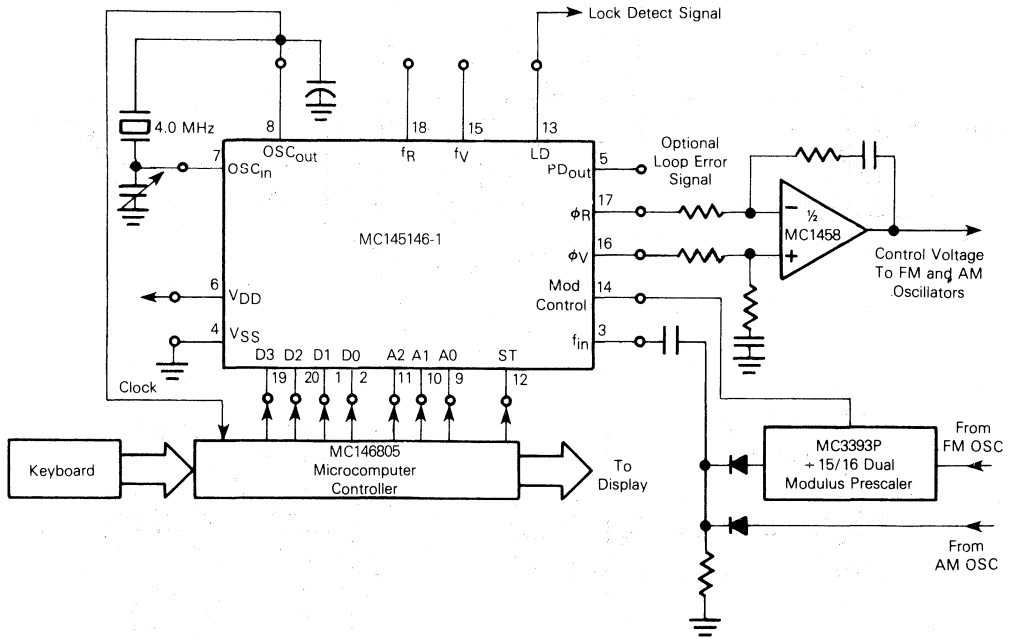 Lock Detect Signal
4.0 MHz
8
18
15
13
OSCout
fR
fV
LD
7
OSCin
5
PDout
Optional
Loop Error
Signal
17
ϕR
16
ϕV
MC145146-1
½
MC1458
−
+
Control Voltage
To FM and AM
Oscillators
14
Mod
Control
6
VDD
4
VSS
3
fin
D3 D2 D1 D0 A2 A1 A0 ST
19 20 1 2 11 10 9 12
Clock
Keyboard
MC146805
Microcomputer
Controller
To
Display
MC3393P
÷ 15/16 Dual
Modulus Prescaler
From
FM OSC
From
AM OSC